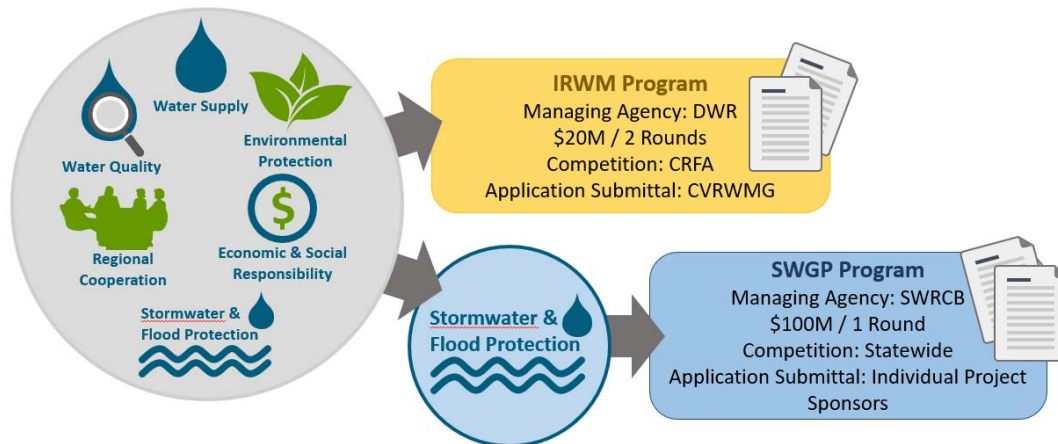 Water Supply
Water Quality
Environmental
Protection
Regional
Cooperation
$
Economic & Social
Responsibility
Stormwater &
Flood Protection
IRWM Program
Managing Agency: DWR
$20M / 2 Rounds
Competition: CRFA
Application Submittal: CVRWMG
Stormwater &
Flood Protection
SWGP Program
Managing Agency: SWRCB
$100M / 1 Round
Competition: Statewide
Application Submittal: Individual Project
Sponsors